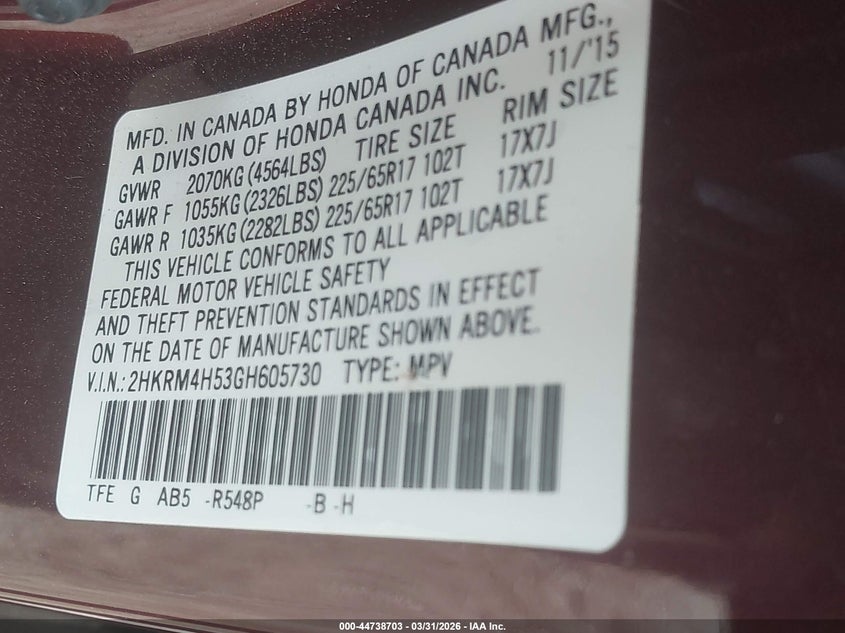 MFD. IN CANADA BY HONDA OF CANADA MFG.,
A DIVISION OF HONDA CANADA INC. 11/'15
GVWR 2070KG (4564LBS) TIRE SIZE RIM SIZE
GAWR F 1055KG (2326LBS) 225/65R17 102T 17X7J
GAWR R 1035KG (2282LBS) 225/65R17 102T 17X7J
THIS VEHICLE CONFORMS TO ALL APPLICABLE
FEDERAL MOTOR VEHICLE SAFETY
AND THEFT PREVENTION STANDARDS IN EFFECT
ON THE DATE OF MANUFACTURE SHOWN ABOVE.
V.I.N.: 2HKRM4H53GH605730 TYPE: MPV
TFE G AB5 -R548P -B -H
000-44738703 - 03/31/2026 - IAA Inc.